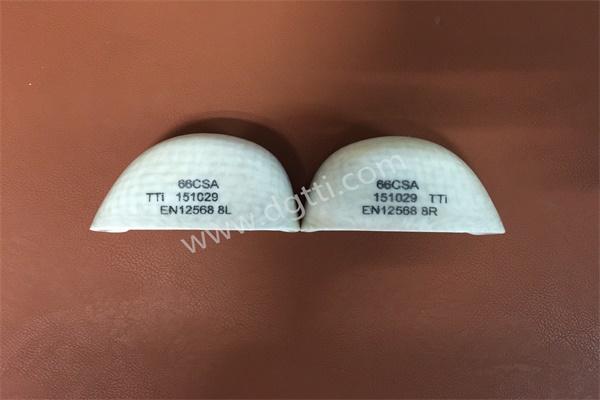 66CSA
TTi 151029
EN12568 8L
66CSA
151029 TTi
EN12568 8R
www.dgtti.com